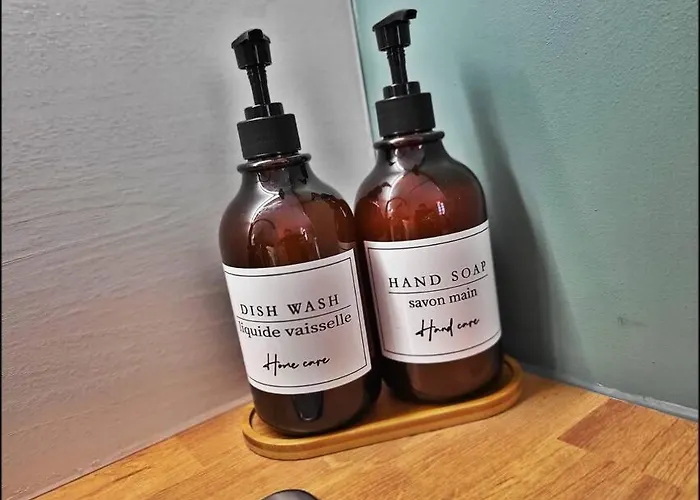 DISH WASH
liquide vaisselle
Home care
HAND SOAP
savon main
Hand care